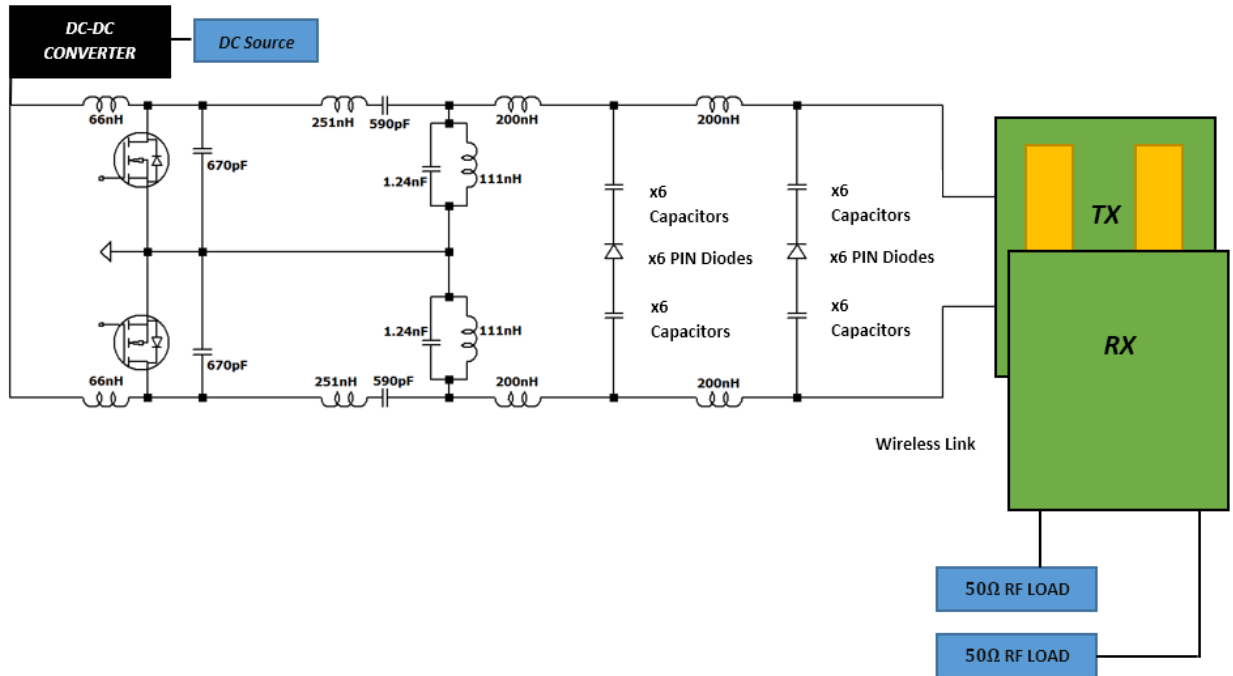 DC-DC
CONVERTER
DC Source
66nH
670pF
251nH
590pF
1.24nF
111nH
200nH
200nH
x6
Capacitors
x6 PIN Diodes
x6
Capacitors
x6
Capacitors
x6 PIN Diodes
x6
Capacitors
TX
RX
66nH
670pF
251nH
590pF
1.24nF
111nH
200nH
200nH
Wireless Link
50Ω RF LOAD
50Ω RF LOAD